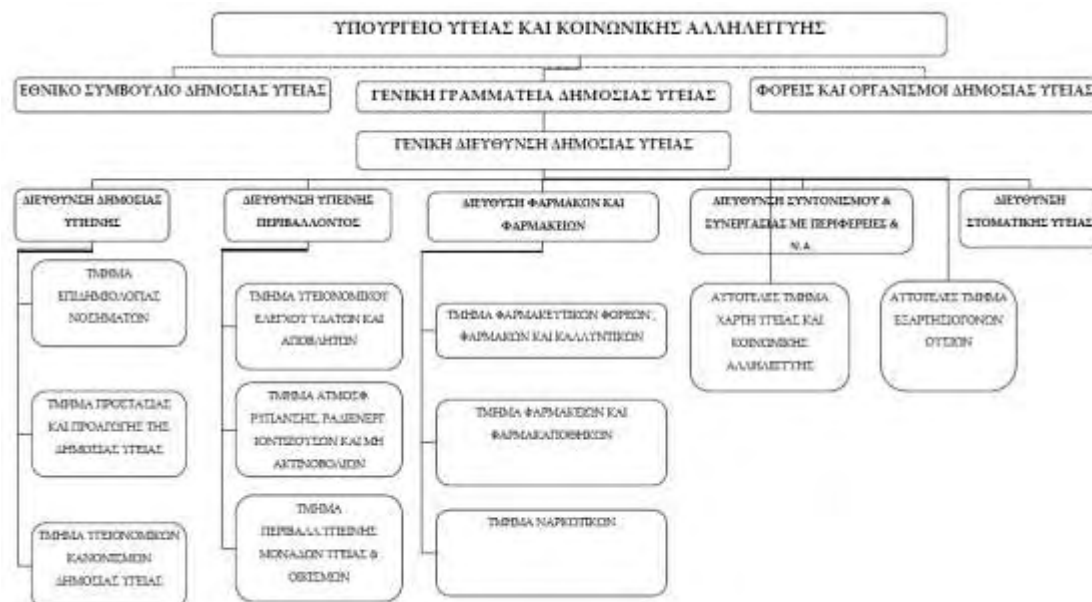 ΥΠΟΥΡΓΕΙΟ ΥΓΕΙΑΣ ΚΑΙ ΚΟΙΝΩΝΙΚΗΣ ΑΛΛΗΛΕΓΓΥΗΣ
ΕΘΝΙΚΟ ΣΥΜΒΟΥΛΙΟ ΔΗΜΟΣΙΑΣ ΥΓΕΙΑΣ
ΓΕΝΙΚΗ ΓΡΑΜΜΑΤΕΙΑ ΔΗΜΟΣΙΑΣ ΥΓΕΙΑΣ
ΦΟΡΕΙΣ ΚΑΙ ΟΡΓΑΝΙΣΜΟΙ ΔΗΜΟΣΙΑΣ ΥΓΕΙΑΣ
ΓΕΝΙΚΗ ΔΙΕΥΘΥΝΣΗ ΔΗΜΟΣΙΑΣ ΥΓΕΙΑΣ
ΔΙΕΥΘΥΝΣΗ ΔΗΜΟΣΙΑΣ
ΥΓΙΕΙΝΗΣ
ΔΙΕΥΘΥΝΣΗ ΥΓΙΕΙΝΗΣ
ΠΕΡΙΒΑΛΛΟΝΤΟΣ
ΔΙΕΥΘΥΣΗ ΦΑΡΜΑΚΩΝ ΚΑΙ
ΦΑΡΜΑΚΕΙΩΝ
ΔΙΕΥΘΥΝΣΗ ΣΥΝΤΟΝΙΣΜΟΥ &
ΣΥΝΕΡΓΑΣΙΑΣ ΜΕ ΠΕΡΙΦΕΡΕΙΕΣ &
Ν.Α.
ΔΙΕΥΘΥΝΣΗ
ΣΤΟΜΑΤΙΚΗΣ ΥΓΕΙΑΣ
ΤΜΗΜΑ
ΕΠΙΔΗΜΙΟΛΟΓΙΑΣ
ΝΟΣΗΜΑΤΩΝ
ΤΜΗΜΑ ΥΓΕΙΟΝΟΜΙΚΟΥ
ΕΛΕΓΧΟΥ ΥΔΑΤΩΝ ΚΑΙ
ΑΠΟΒΛΗΤΩΝ
ΤΜΗΜΑ ΦΑΡΜΑΚΕΥΤΙΚΩΝ ΦΟΡΕΩΝ,
ΦΑΡΜΑΚΩΝ ΚΑΙ ΚΑΛΛΥΝΤΙΚΩΝ
ΑΥΤΟΤΕΛΕΣ ΤΜΗΜΑ
ΧΑΡΤΗ ΥΓΕΙΑΣ ΚΑΙ
ΚΟΙΝΩΝΙΚΗΣ
ΑΛΛΗΛΕΓΓΥΗΣ
ΑΥΤΟΤΕΛΕΣ ΤΜΗΜΑ
ΕΞΑΡΤΗΣΙΟΓΟΝΩΝ
ΟΥΣΙΩΝ
ΤΜΗΜΑ ΠΡΟΣΤΑΣΙΑΣ
ΚΑΙ ΠΡΟΑΓΩΓΗΣ ΤΗΣ
ΔΗΜΟΣΙΑΣ ΥΓΕΙΑΣ
ΤΜΗΜΑ ΑΤΜΟΣΦ.
ΡΥΠΑΝΣΗΣ, ΡΑΔΙΕΝΕΡΓ
ΙΟΝΤΙΖΟΥΣΩΝ ΚΑΙ ΜΗ
ΑΚΤΙΝΟΒΟΛΙΩΝ
ΤΜΗΜΑ ΦΑΡΜΑΚΕΙΩΝ ΚΑΙ
ΦΑΡΜΑΚΑΠΟΘΗΚΩΝ
ΤΜΗΜΑ ΥΓΕΙΟΝΟΜΙΚΩΝ
ΚΑΝΟΝΙΣΜΩΝ
ΔΗΜΟΣΙΑΣ ΥΓΕΙΑΣ
ΤΜΗΜΑ
ΠΕΡΙΒΑΛΛ.ΥΓΙΕΙΝΗΣ
ΜΟΝΑΔΩΝ ΥΓΕΙΑΣ &
ΟΙΚΙΣΜΩΝ
ΤΜΗΜΑ ΝΑΡΚΩΤΙΚΩΝ